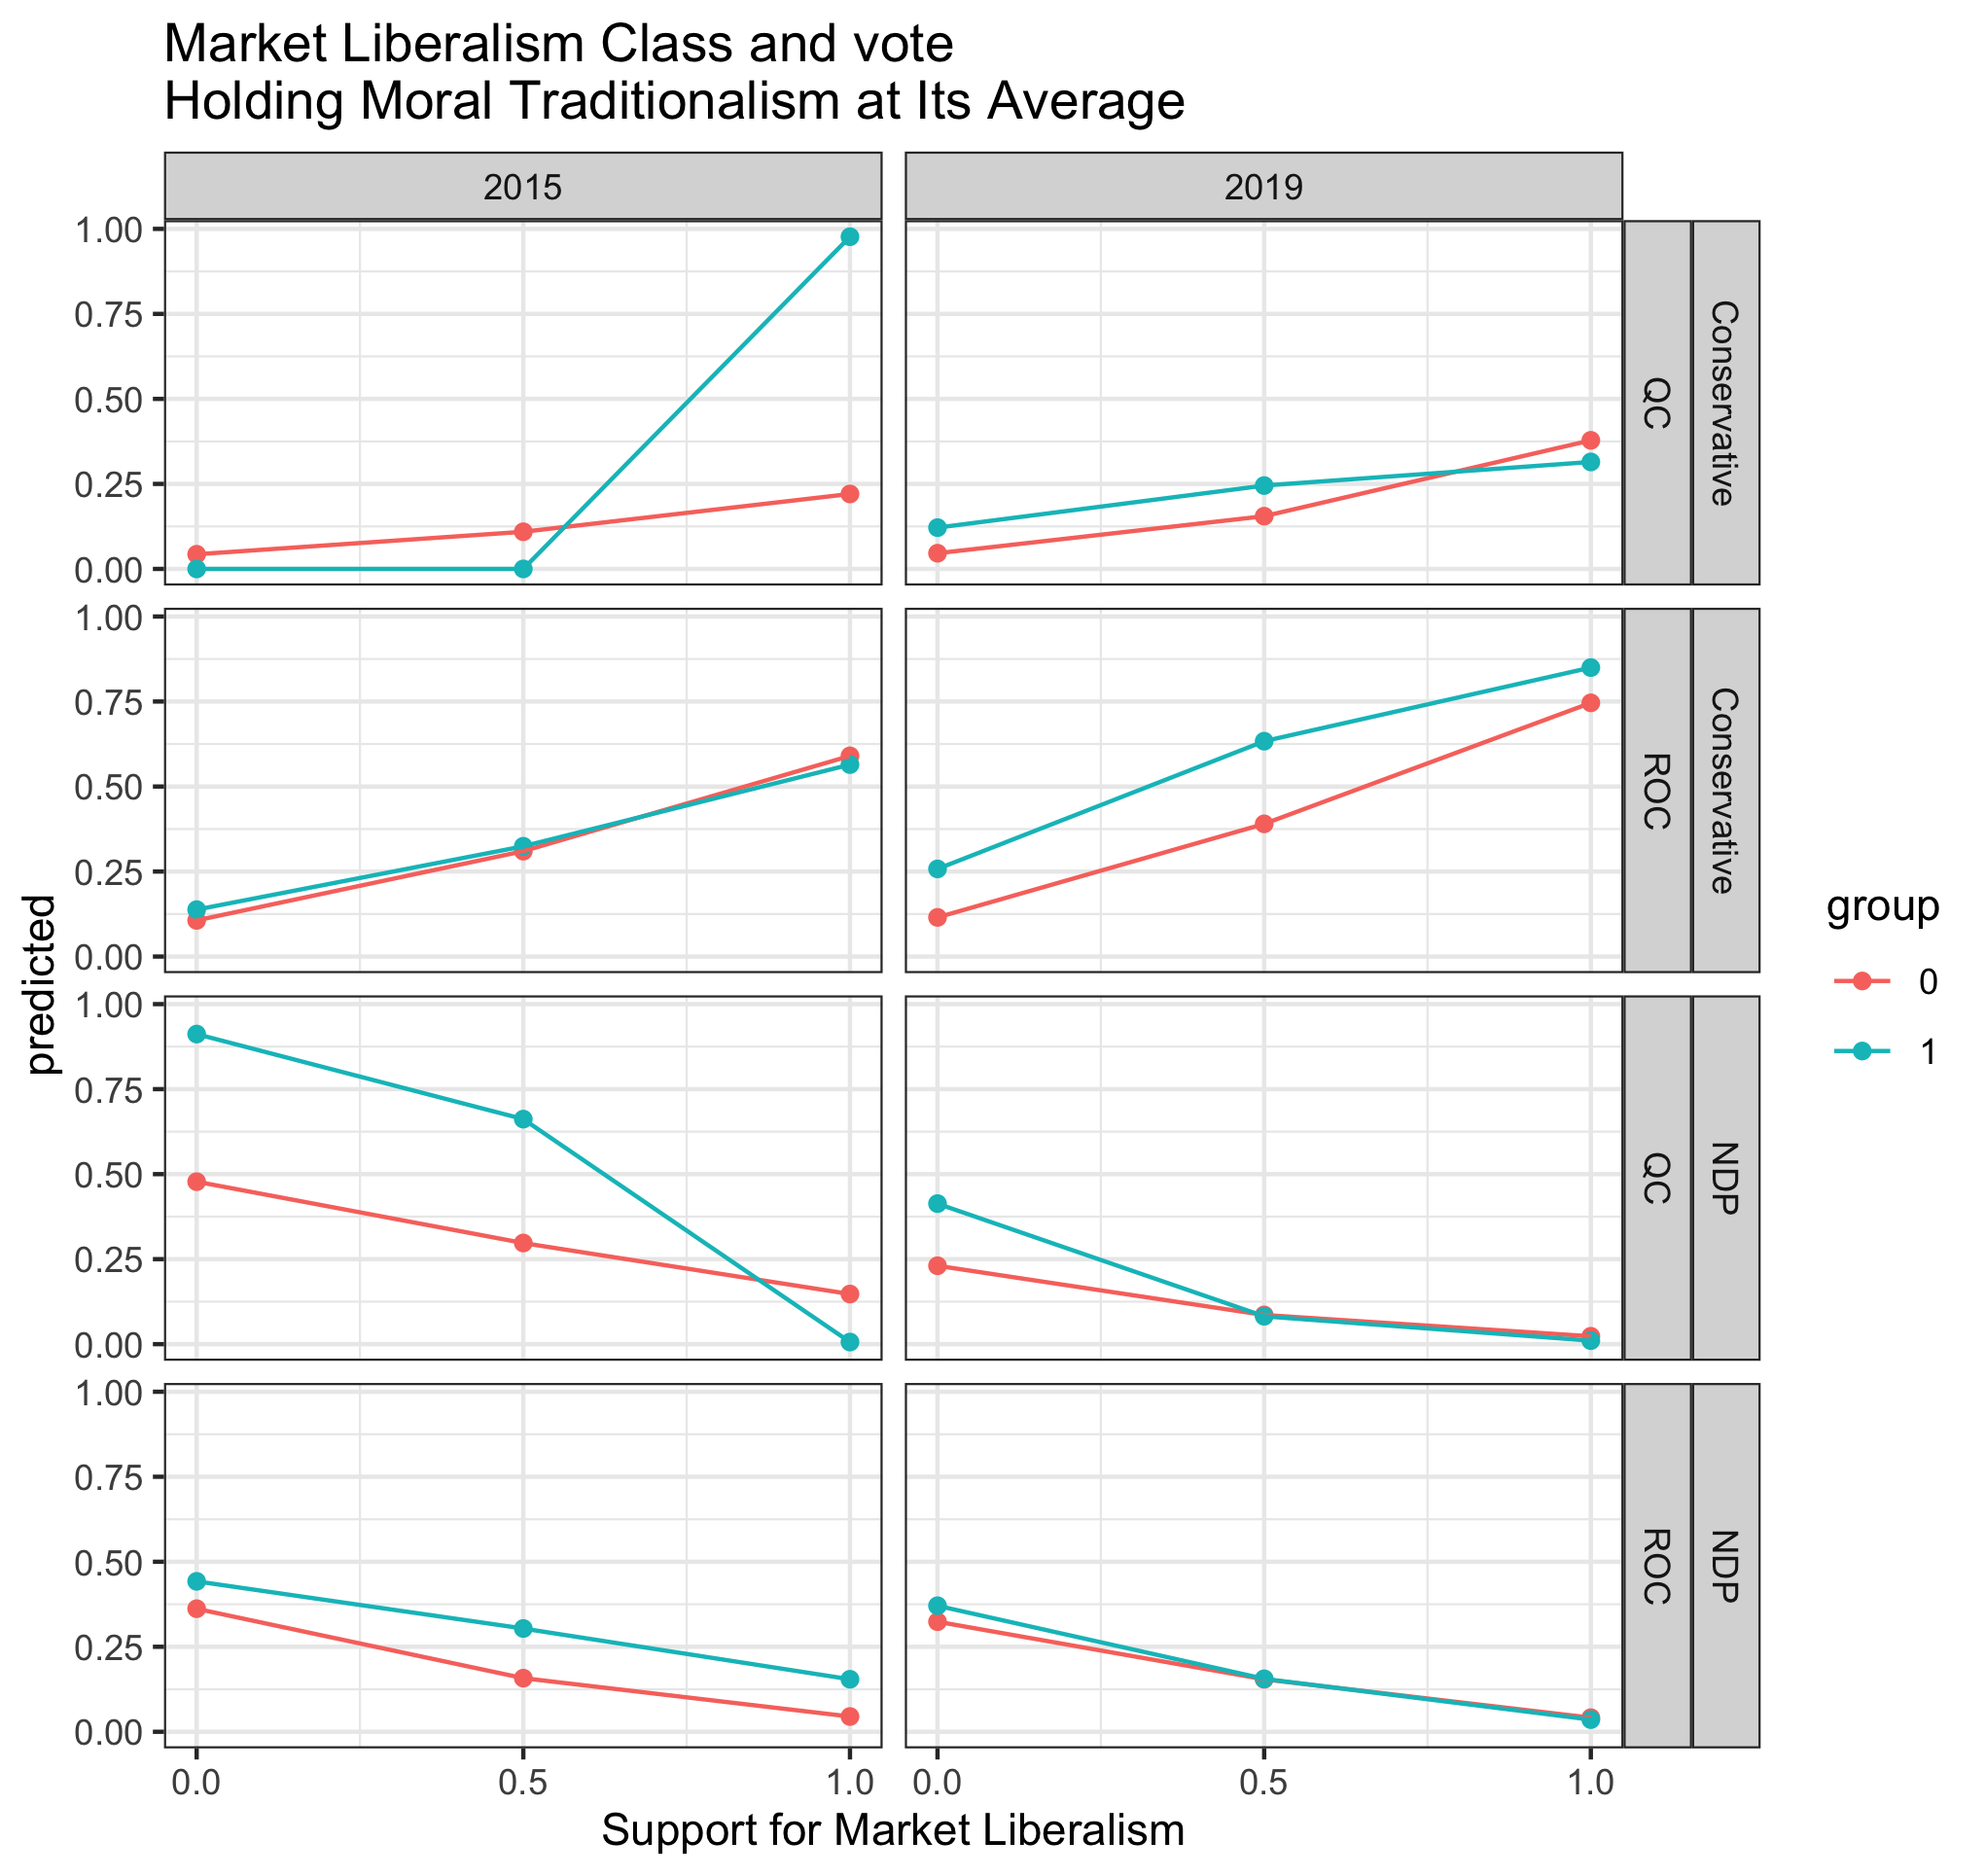 Market Liberalism Class and vote
Holding Moral Traditionalism at Its Average
2015
2019
1.00
0.75
0.50
0.25
0.00
QC
Conservative
1.00
0.75
0.50
0.25
0.00
ROC
Conservative
1.00
0.75
0.50
0.25
0.00
QC
NDP
1.00
0.75
0.50
0.25
0.00
ROC
NDP
predicted
0.0 0.5 1.0
0.0 0.5 1.0
Support for Market Liberalism
group
0
1